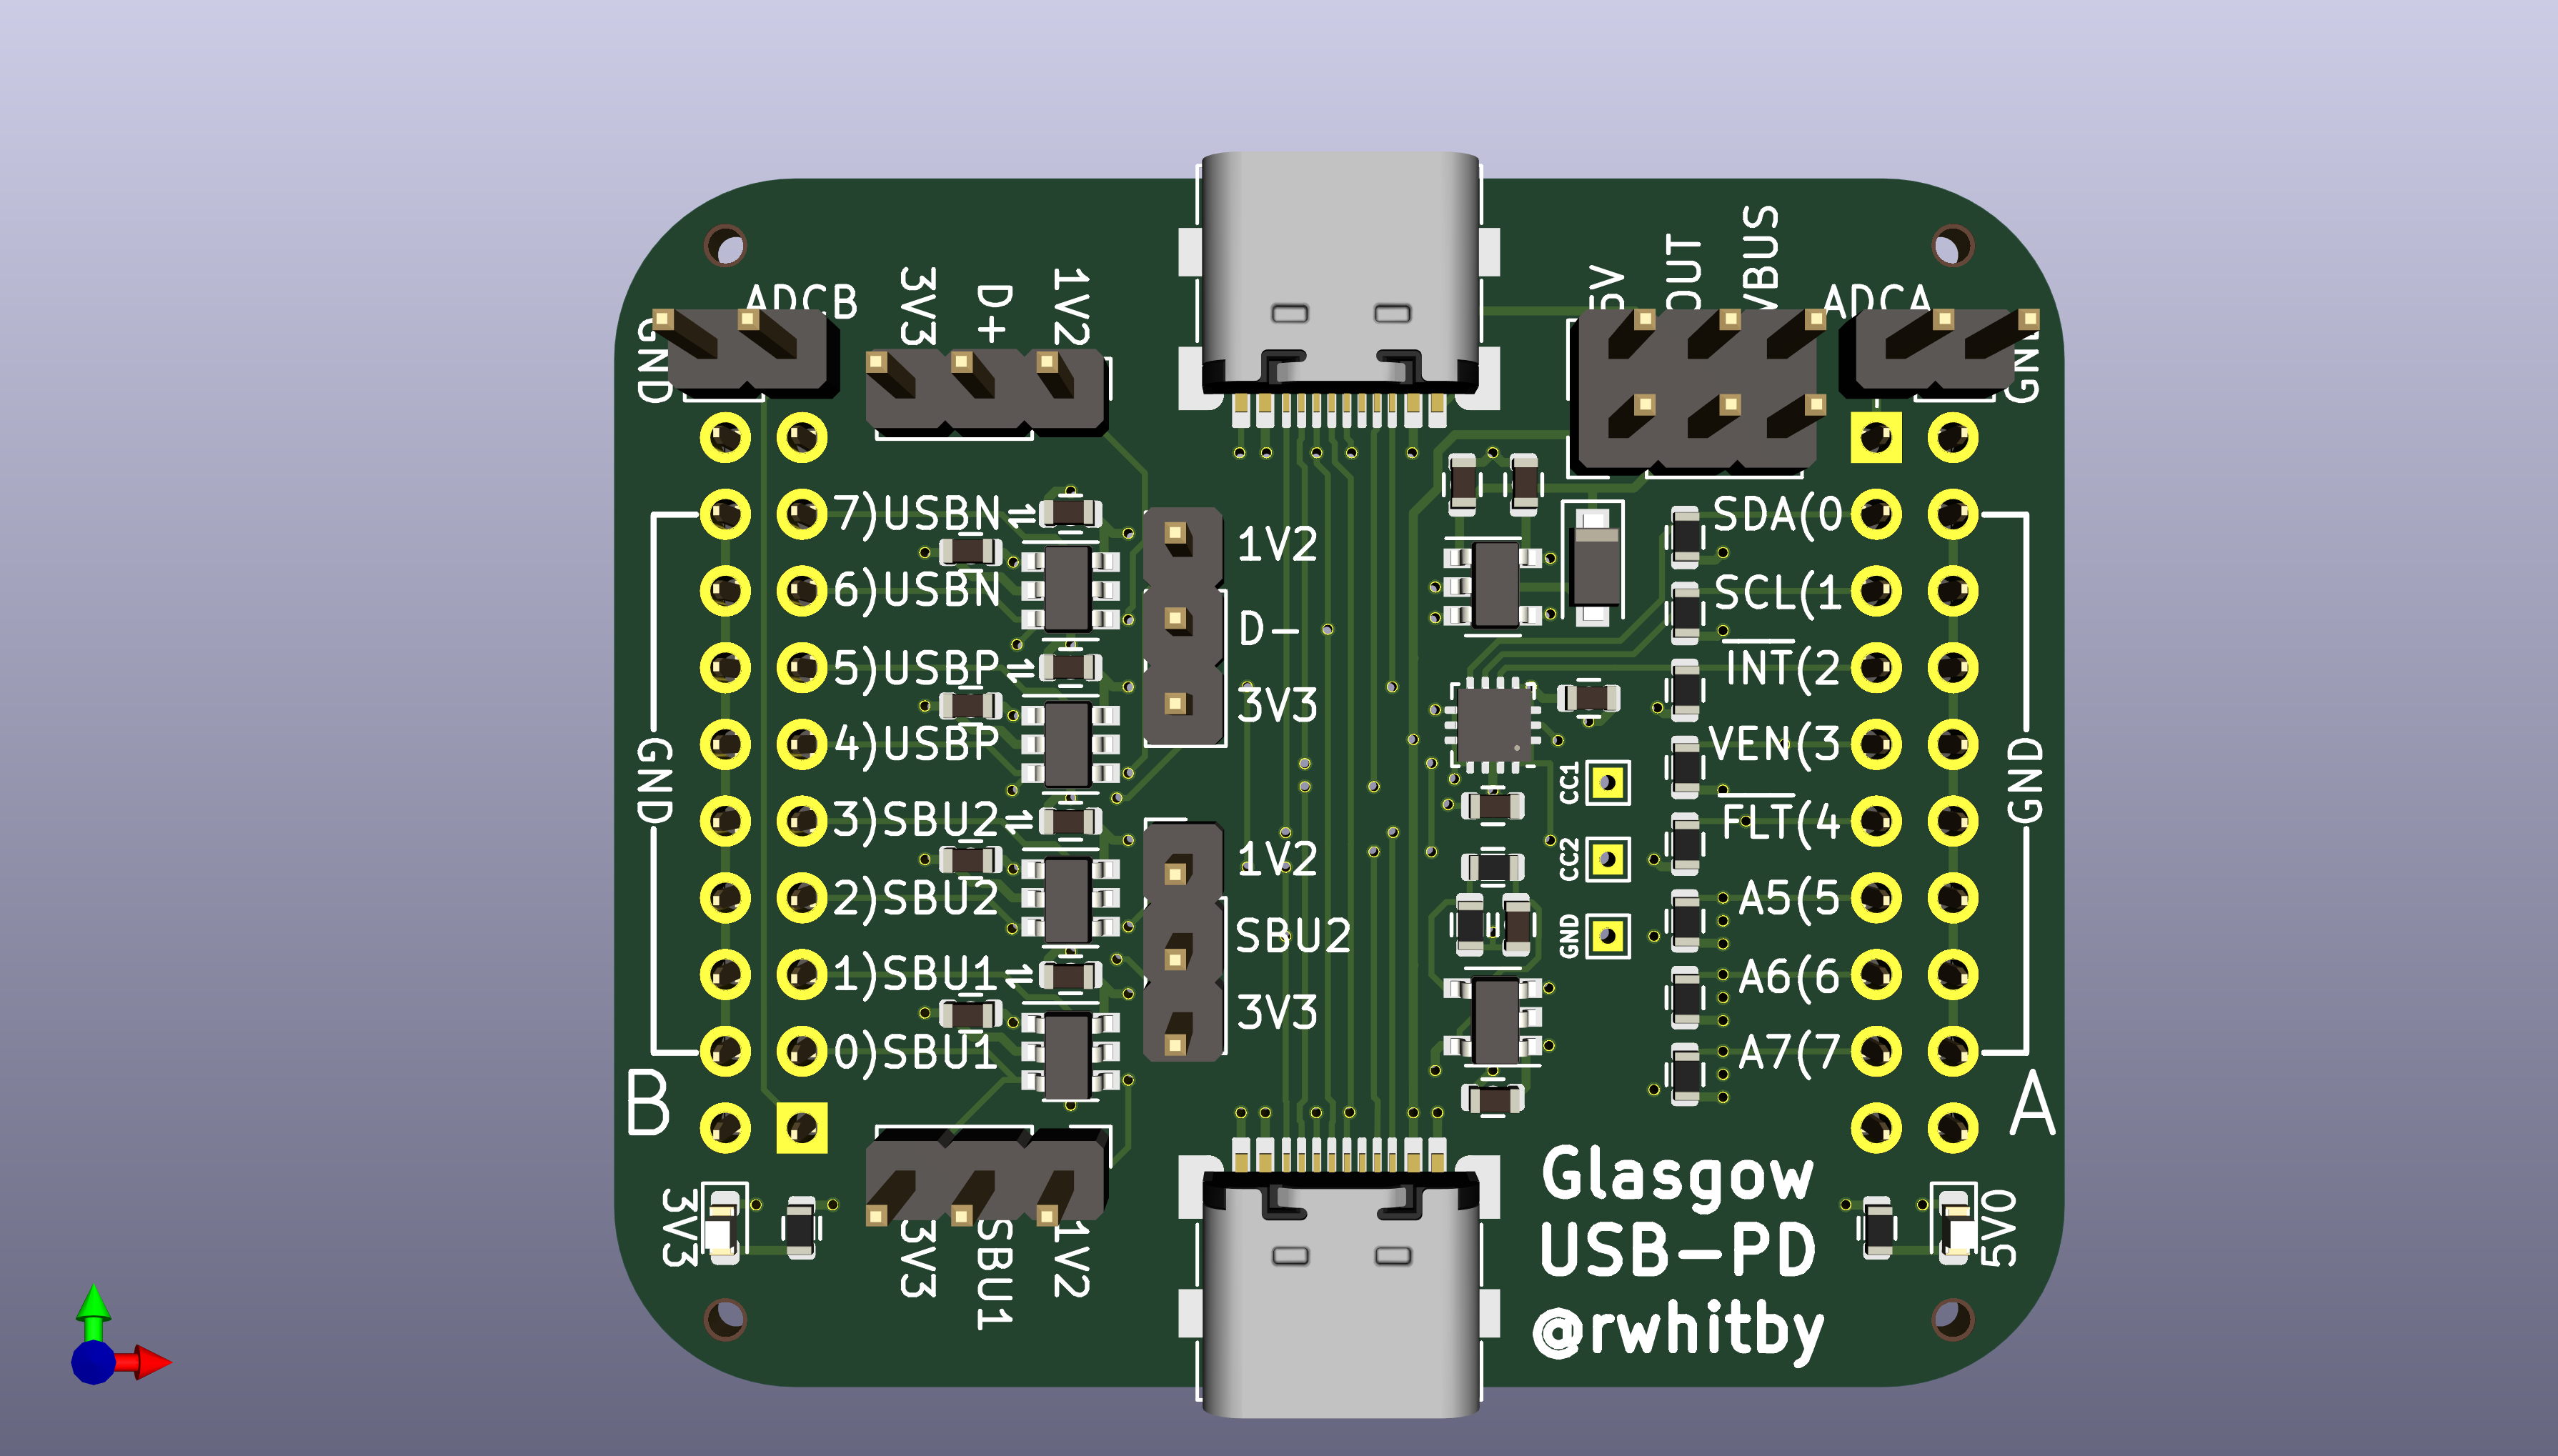 ADCB
GND
3V3
D+
1V2
5V
OUT
VBUS
ADCA
GND
7)USBN⇌
6)USBN
5)USBP⇌
4)USBP
3)SBU2⇌
2)SBU2
1)SBU1⇌
0)SBU1
GND
B
1V2
D-
3V3
1V2
SBU2
3V3
CC1
CC2
GND
SDA(0
SCL(1
INT(2
VEN(3
FLT(4
A5(5
A6(6
A7(7
GND
A
3V3
3V3
SBU1
1V2
Glasgow
USB-PD
@rwhitby
5V0